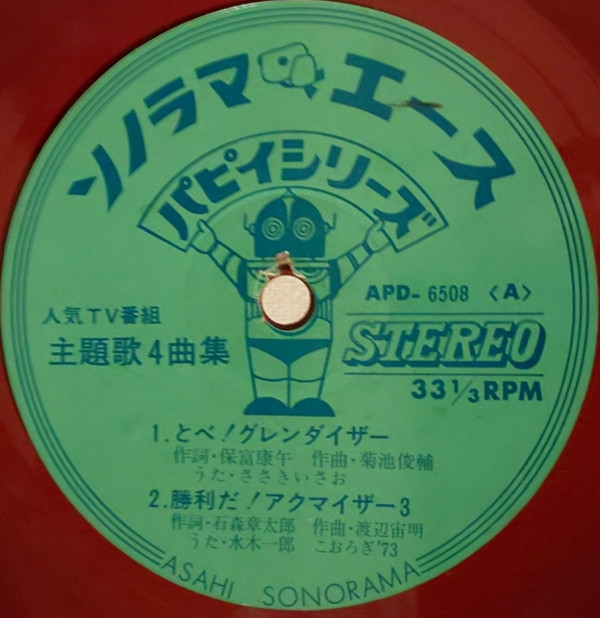 ソノラマエース
パピイシリーズ
APD- 6508 〈A〉
人気TV番組
主題歌4曲集
STEREO
33 1/3 RPM
1.とべ!グレンダイザー
作詞・保富康午 作曲・菊池俊輔
うた・ささきいさお
2.勝利だ!アクマイザー3
作詞・石森章太郎 作曲・渡辺宙明
うた・水木一郎 こおろぎ'73
ASAHI SONORAMA